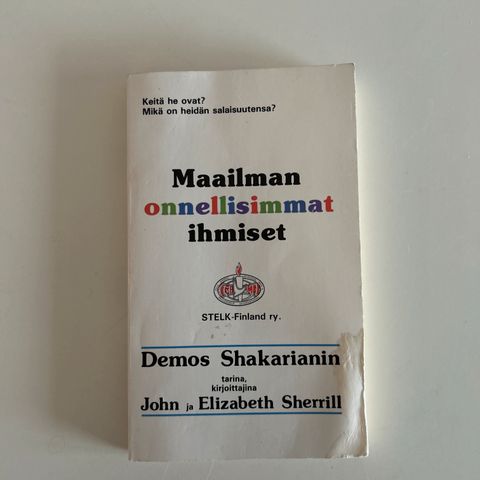 Keitä he ovat?
Mikä on heidän salaisuutensa?
Maailman
onnellisimmat
ihmiset
STELK-Finland ry.
Demos Shakarianin
tarina,
kirjoittajina
John ja Elizabeth Sherrill